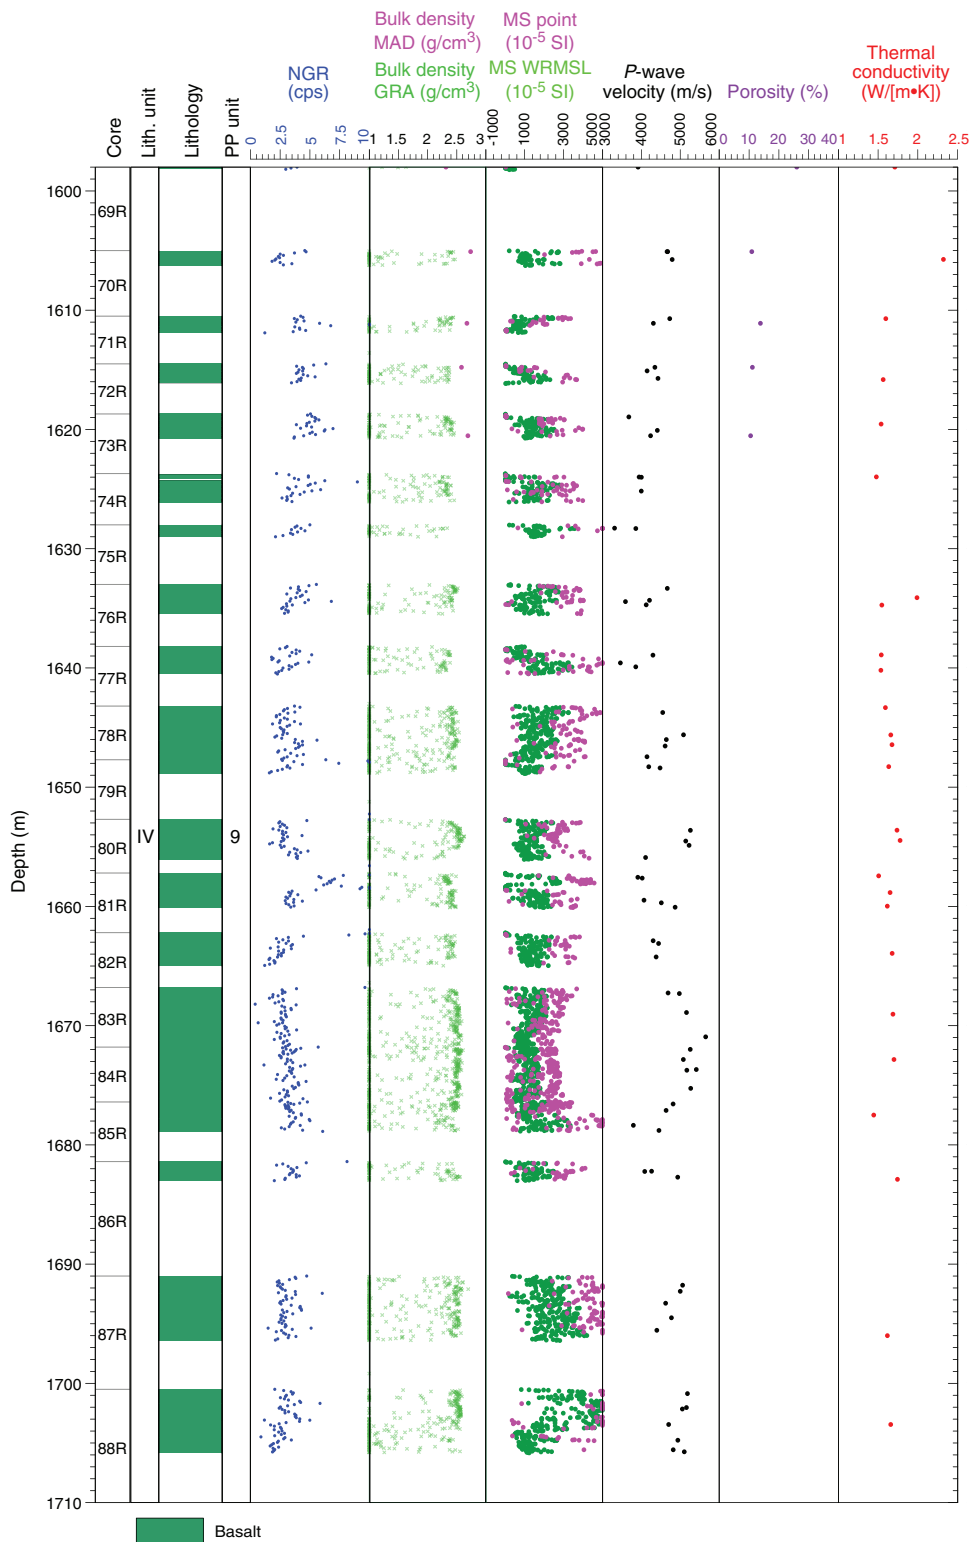 Bulk density
MAD (g/cm3)
MS point
(10-5 SI)
NGR
(cps)
Bulk density
GRA (g/cm3)
MS WRMSL
(10-5 SI)
P-wave
velocity (m/s)
Porosity (%)
Thermal
conductivity
(W/[m•K])
Core
Lith. unit
Lithology
PP unit
0 2.5 5 7.5 10
1 1.5 2 2.5 3
-1000 1000 3000 5000
3000 4000 5000 6000
0 10 20 30 40
1 1.5 2 2.5
Depth (m)
1600
69R
70R
1610
71R
72R
1620
73R
74R
1630
75R
76R
1640
77R
78R
1650
79R
80R
IV
9
1660
81R
82R
1670
83R
84R
1680
85R
86R
1690
87R
1700
88R
1710
Basalt